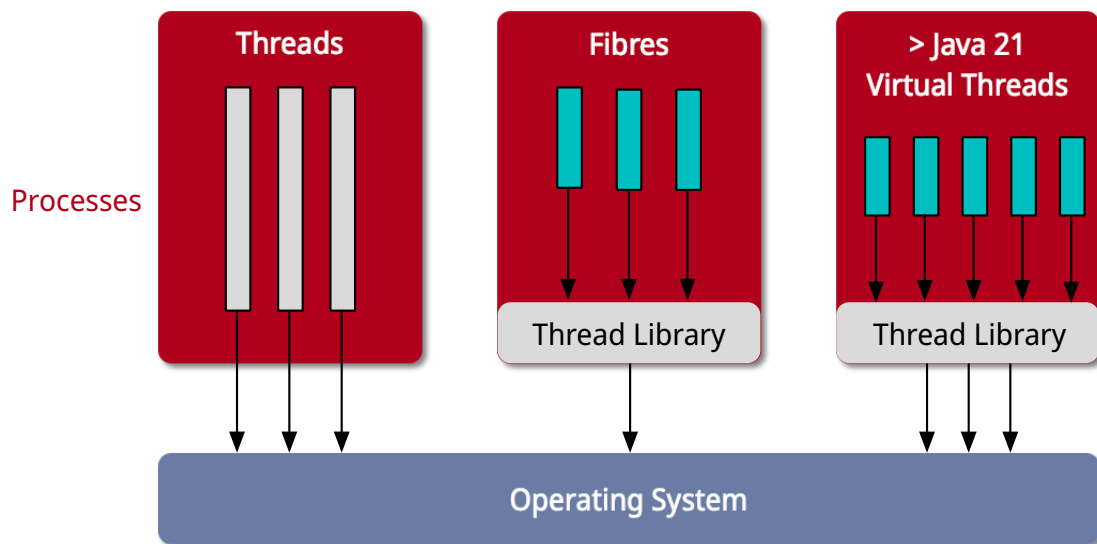 Threads
Fibres
> Java 21
Virtual Threads
Processes
Thread Library
Thread Library
Operating System